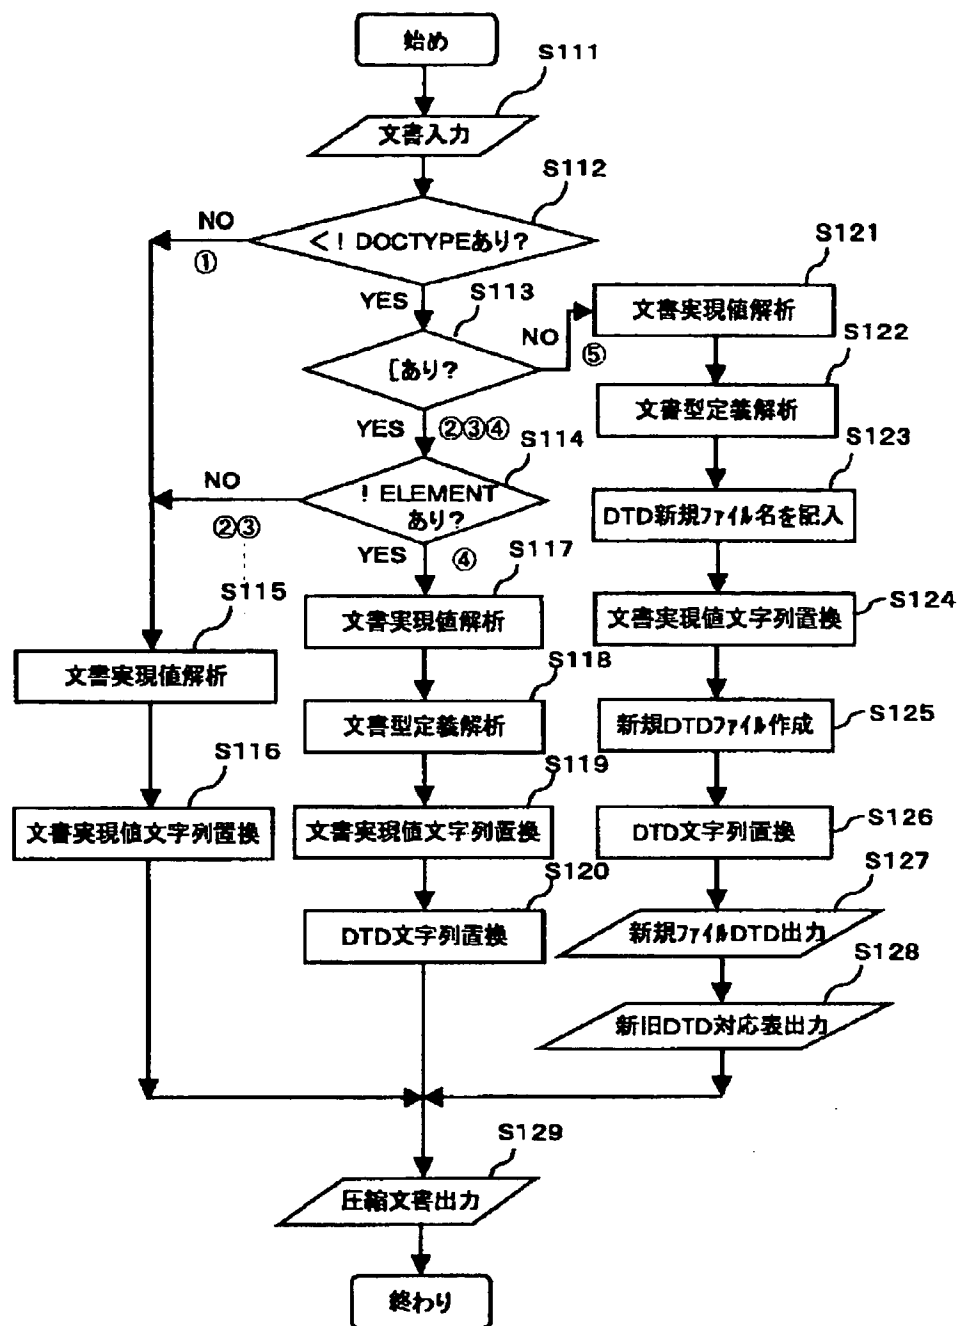 始め
S111
文書入力
S112
<!DOCTYPEあり?
NO
①
YES
S113
[あり?
NO
⑤
YES
②③④
S114
!ELEMENT
あり?
NO
②③
YES
④
S115
文書実現値解析
S116
文書実現値文字列置換
S117
文書実現値解析
S118
文書型定義解析
S119
文書実現値文字列置換
S120
DTD文字列置換
S121
文書実現値解析
S122
文書型定義解析
S123
DTD新規ファイル名を記入
S124
文書実現値文字列置換
S125
新規DTDファイル作成
S126
DTD文字列置換
S127
新規ファイルDTD出力
S128
新旧DTD対応表出力
S129
圧縮文書出力
終わり